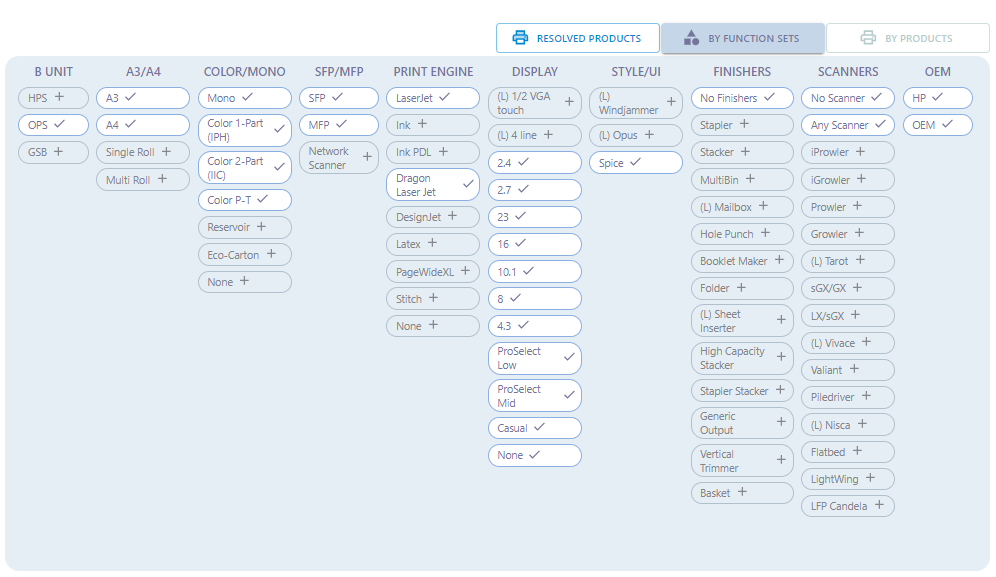 RESOLVED PRODUCTS
BY FUNCTION SETS
BY PRODUCTS
B UNIT
HPS
OPS
GSB
A3/A4
A3
A4
Single Roll
Multi Roll
COLOR/MONO
Mono
Color 1-Part
(IPH)
Color 2-Part
(IIC)
Color P-T
Reservoir
Eco-Carton
None
SFP/MFP
SFP
MFP
Network
Scanner
PRINT ENGINE
LaserJet
Ink
Ink PDL
Dragon
Laser Jet
DesignJet
Latex
PageWideXL
Stitch
None
DISPLAY
(L) 1/2 VGA
touch
(L) 4 line
2.4
2.7
23
16
10.1
8
4.3
ProSelect
Low
ProSelect
Mid
Casual
None
STYLE/UI
(L)
Windjammer
(L) Opus
Spice
FINISHERS
No Finishers
Stapler
Stacker
MultiBin
(L) Mailbox
Hole Punch
Booklet Maker
Folder
(L) Sheet
Inserter
High Capacity
Stacker
Stapler Stacker
Generic
Output
Vertical
Trimmer
Basket
SCANNERS
No Scanner
Any Scanner
iProwler
iGrowler
Prowler
Growler
(L) Tarot
sGX/GX
LX/sGX
(L) Vivace
Valiant
Piledriver
(L) Nisca
Flatbed
LightWing
LFP Candela
OEM
HP
OEM